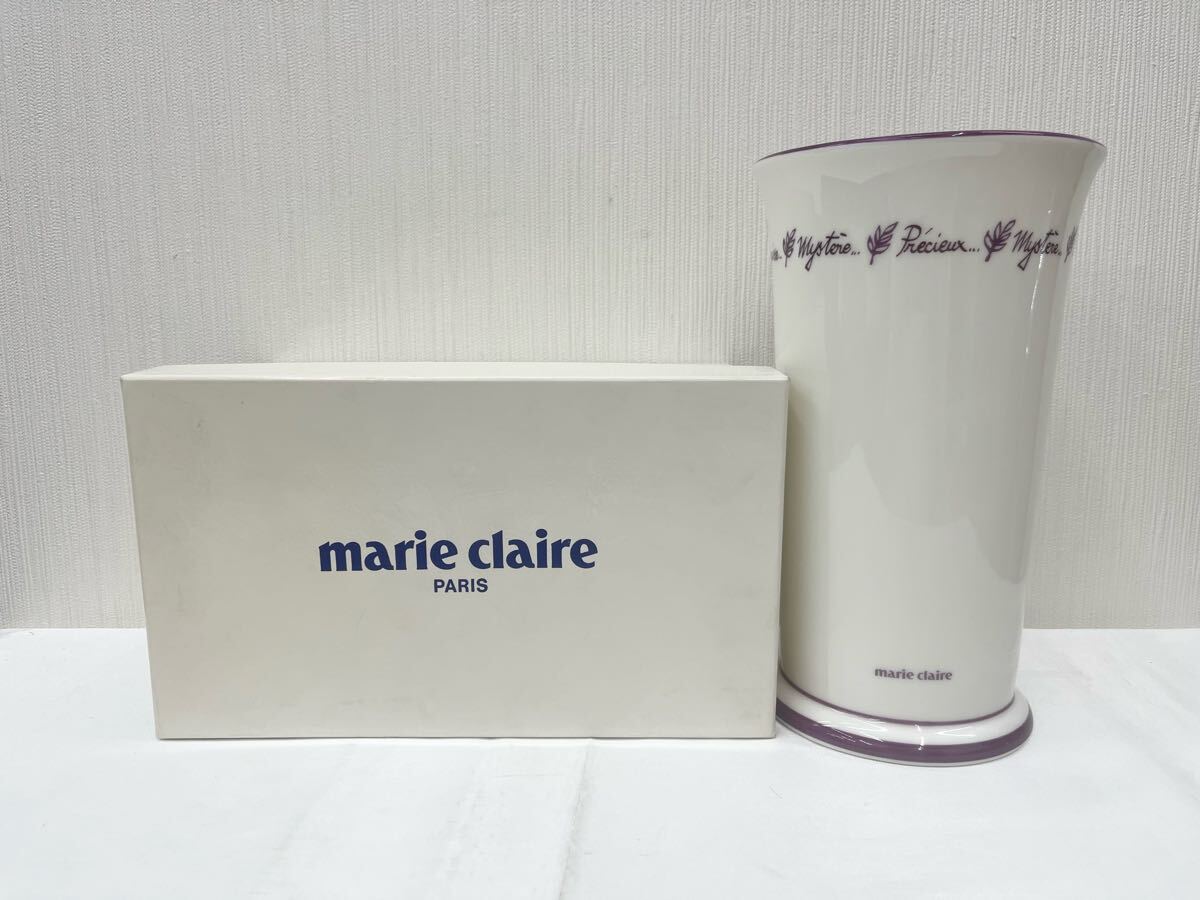 marie claire
PARIS
Mystère... Précieux... Mystère..
marie claire